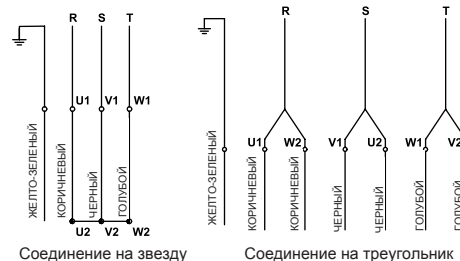 R S T
U1 V1 W1
ЖЕЛТО-ЗЕЛЕНЫЙ
КОРИЧНЕВЫЙ
ЧЕРНЫЙ
ГОЛУБОЙ
U2 V2 W2
Соединение на звезду
R S T
U1 W2 V1 U2 W1 V2
ЖЕЛТО-ЗЕЛЕНЫЙ
КОРИЧНЕВЫЙ
КОРИЧНЕВЫЙ
ЧЕРНЫЙ
ЧЕРНЫЙ
ГОЛУБОЙ
ГОЛУБОЙ
Соединение на треугольник